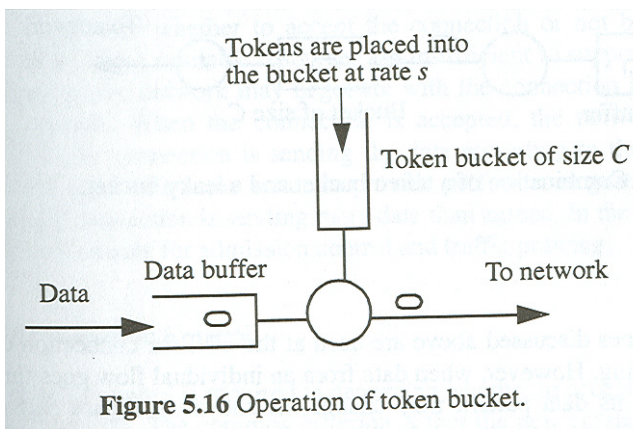 Tokens are placed into
the bucket at rate s
Token bucket of size C
Data buffer
To network
Data
Figure 5.16 Operation of token bucket.